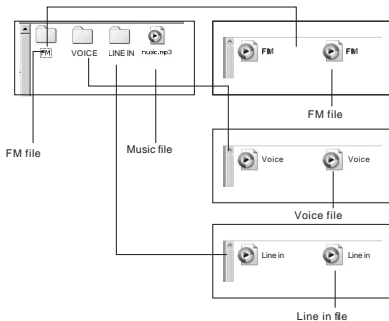 FM VOICE LINE IN music.mp3
FM FM
FM file
FM file
Music file
Voice Voice
Voice file
Line in Line in
Line in file